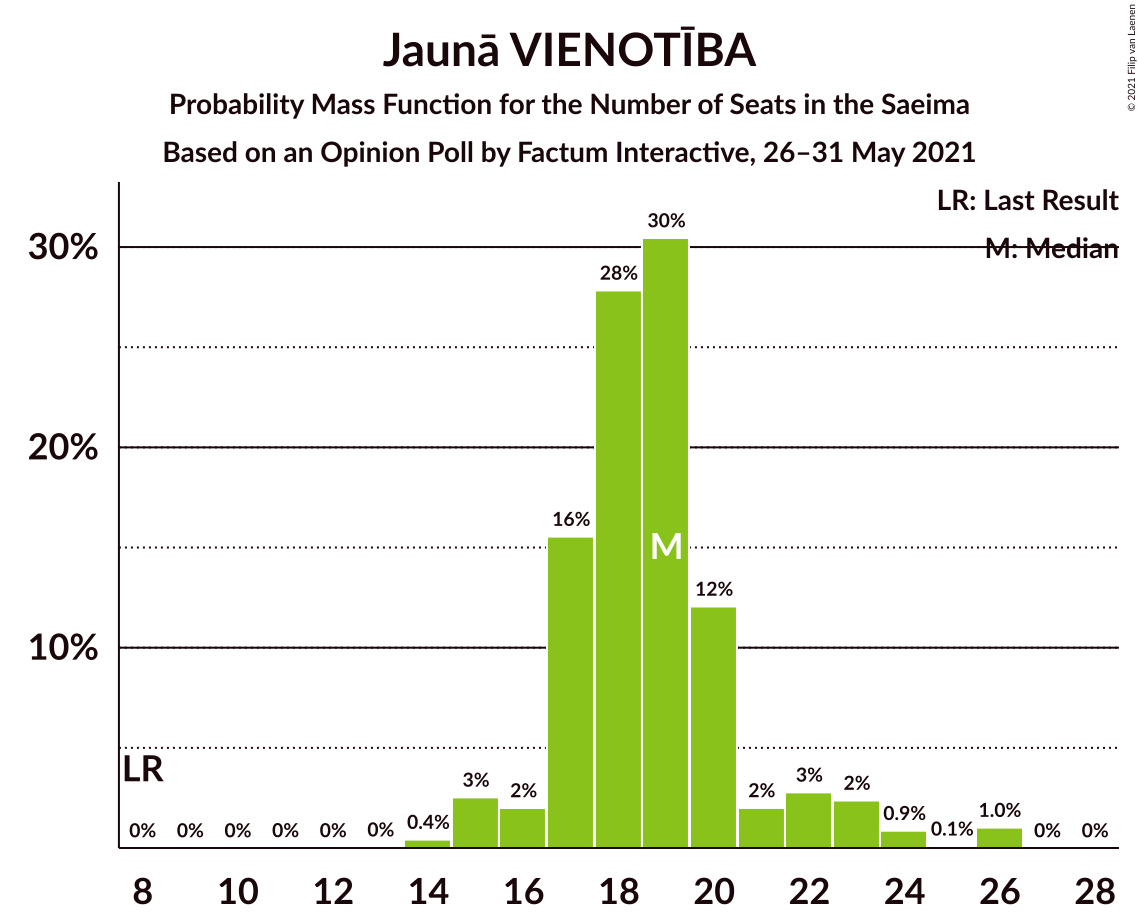 Jaunā VIENOTĪBA
Probability Mass Function for the Number of Seats in the Saeima
Based on an Opinion Poll by Factum Interactive, 26–31 May 2021
© 2021 Filip van Laenen
LR: Last Result
M: Median
30%
20%
10%
30%
28%
16%
M
12%
LR
0% 0% 0% 0% 0% 0% 0.4% 3% 2% 2% 3% 2% 0.9% 0.1% 1.0% 0% 0%
8 10 12 14 16 18 20 22 24 26 28